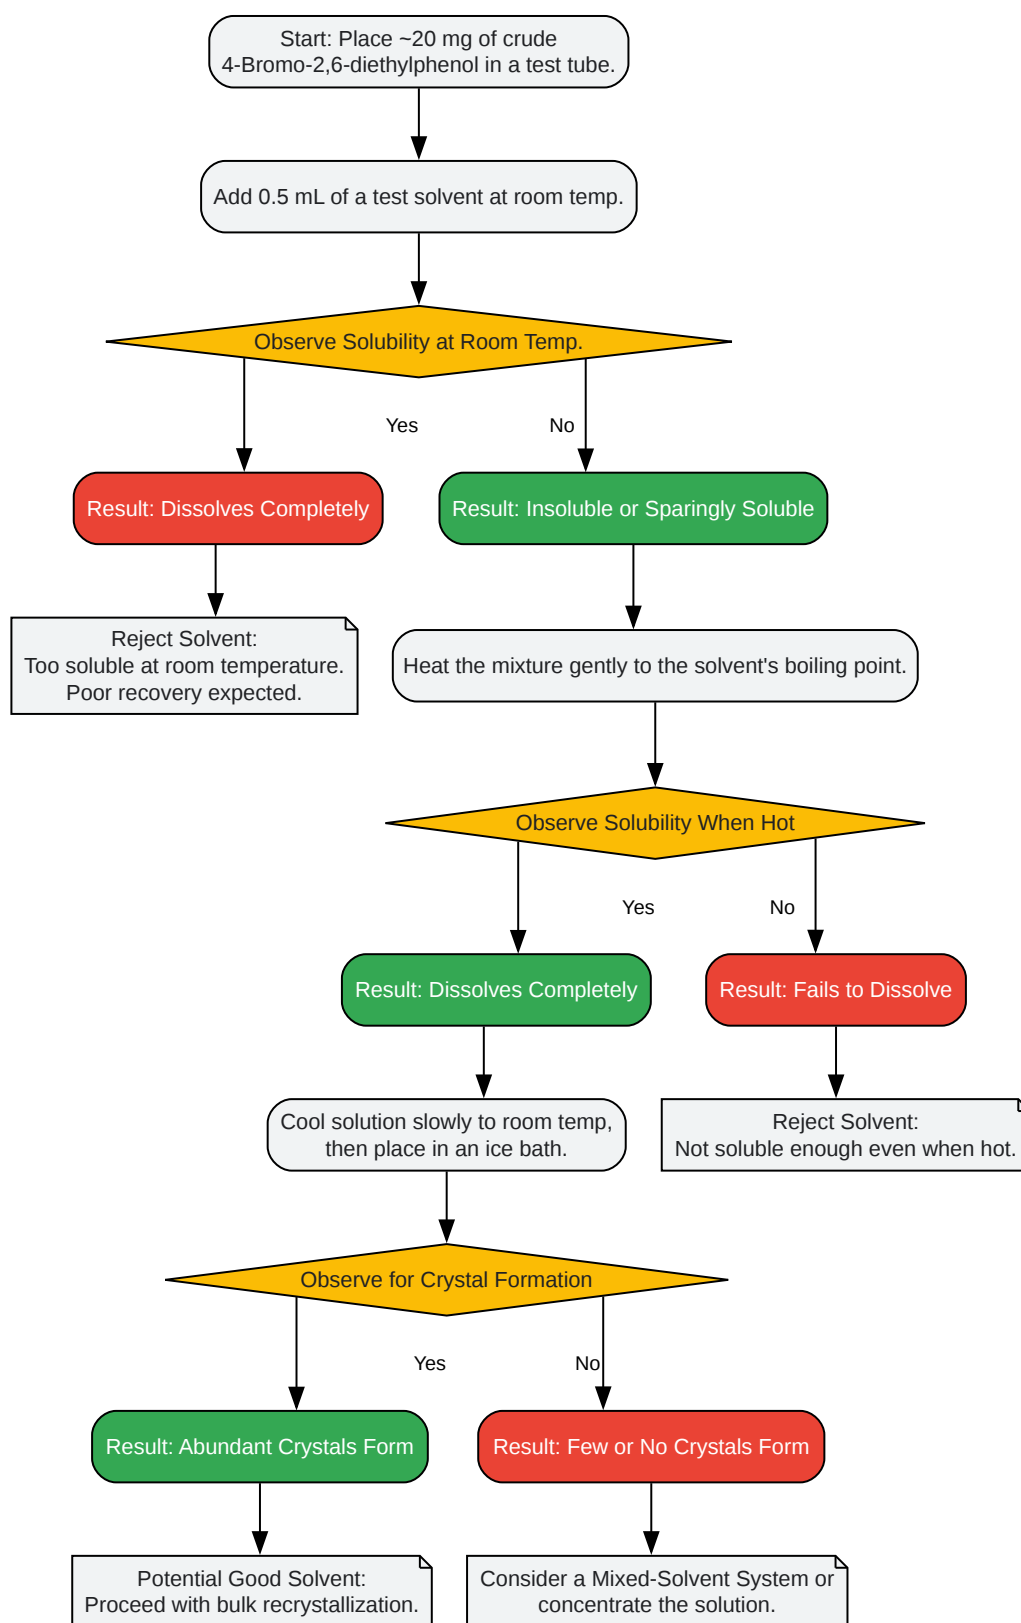 Start: Place ~20 mg of crude
4-Bromo-2,6-diethylphenol in a test tube.
Add 0.5 mL of a test solvent at room temp.
Observe Solubility at Room Temp.
Yes
No
Result: Dissolves Completely
Result: Insoluble or Sparingly Soluble
Reject Solvent:
Too soluble at room temperature.
Poor recovery expected.
Heat the mixture gently to the solvent's boiling point.
Observe Solubility When Hot
Yes
No
Result: Dissolves Completely
Result: Fails to Dissolve
Cool solution slowly to room temp,
then place in an ice bath.
Reject Solvent:
Not soluble enough even when hot.
Observe for Crystal Formation
Yes
No
Result: Abundant Crystals Form
Result: Few or No Crystals Form
Potential Good Solvent:
Proceed with bulk recrystallization.
Consider a Mixed-Solvent System or
concentrate the solution.